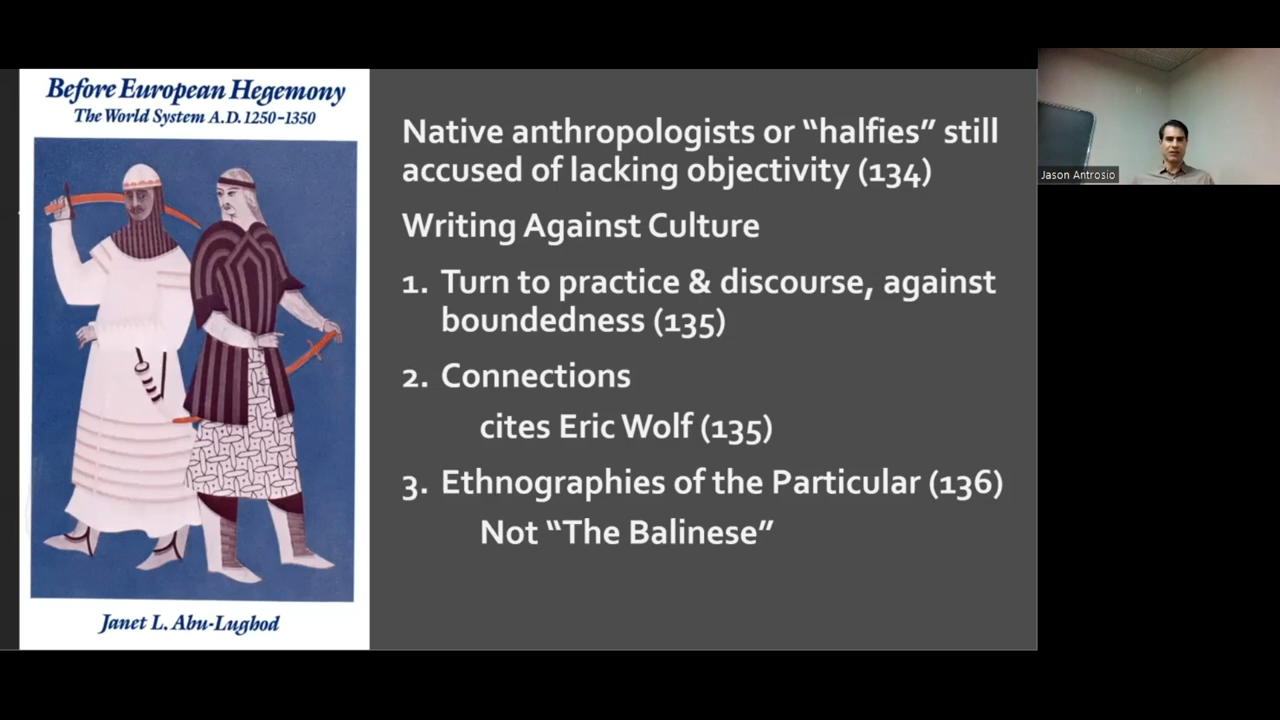 Before European Hegemony
The World System A.D. 1250–1350
Janet L. Abu-Lughod
Native anthropologists or “halfies” still
accused of lacking objectivity (134)
Writing Against Culture
1. Turn to practice & discourse, against
boundedness (135)
2. Connections
cites Eric Wolf (135)
3. Ethnographies of the Particular (136)
Not “The Balinese”
Jason Antrosio